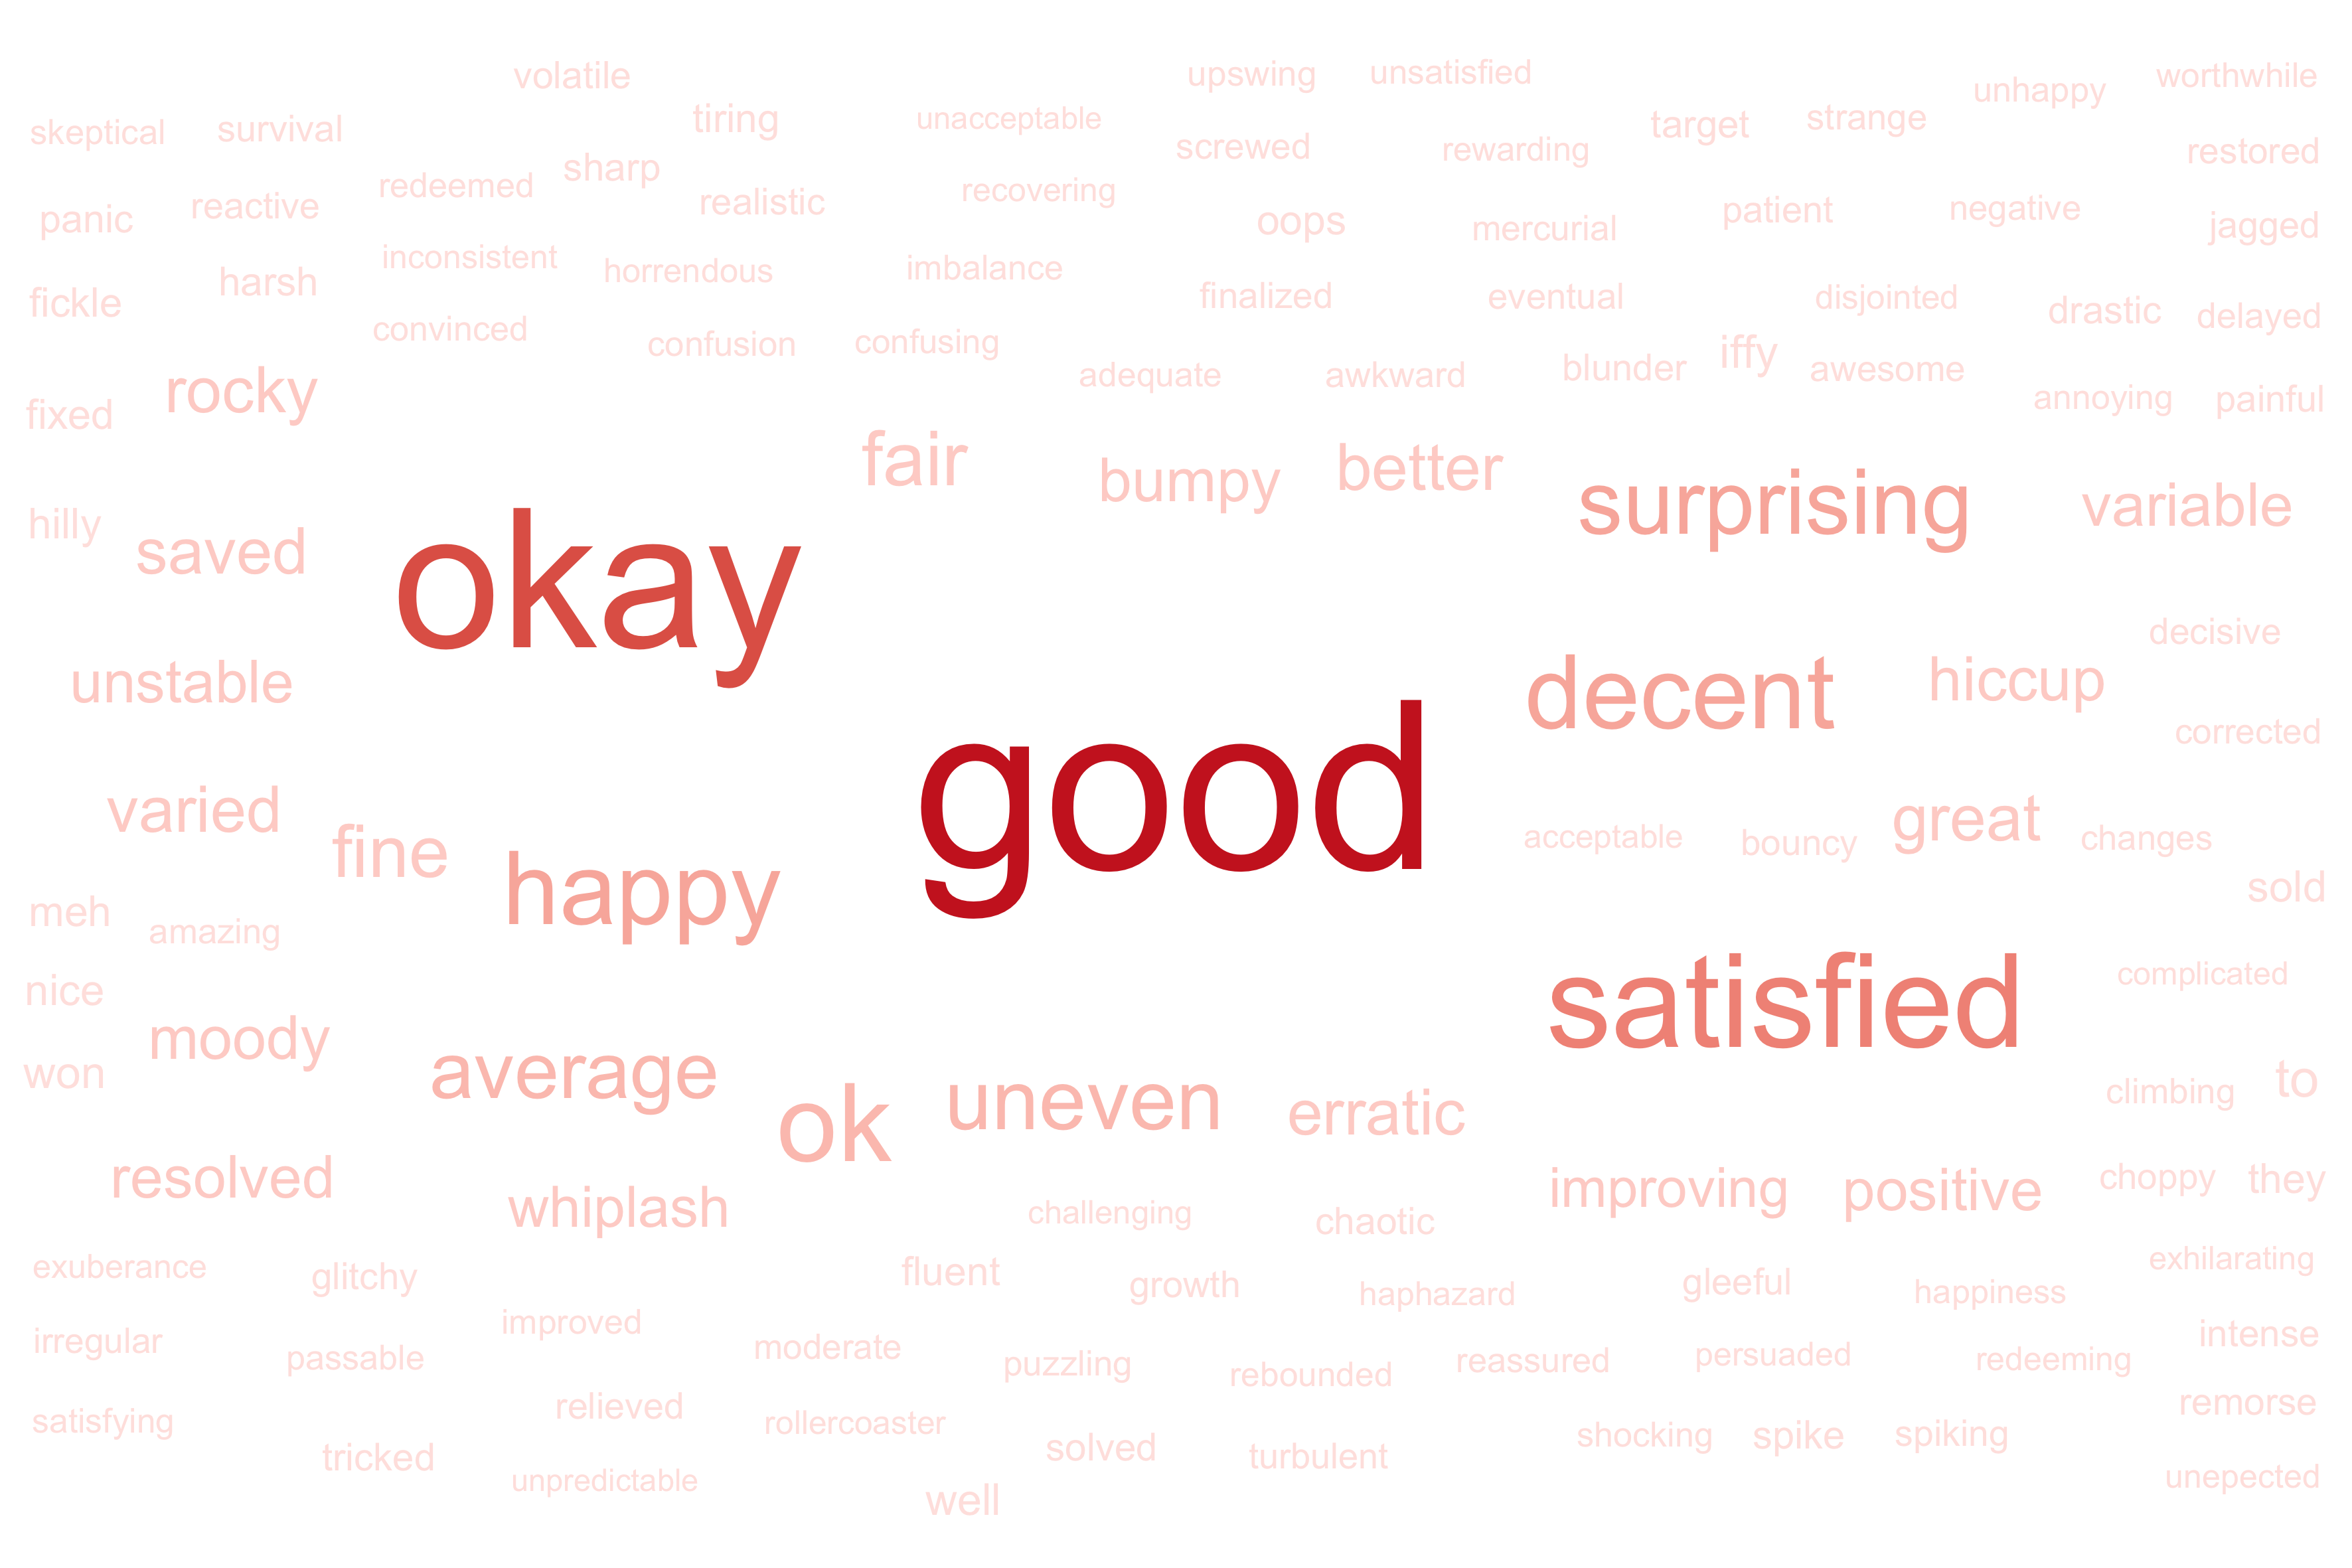 volatile
upswing
unsatisfied
unhappy
worthwhile
skeptical
survival
tiring
unacceptable
screwed
rewarding
target
strange
restored
panic
reactive
redeemed
sharp
realistic
recovering
oops
mercurial
patient
negative
jagged
fickle
harsh
inconsistent
horrendous
imbalance
finalized
eventual
disjointed
drastic
delayed
convinced
confusion
confusing
adequate
awkward
blunder
iffy
awesome
annoying
painful
fixed
rocky
fair
bumpy
better
surprising
variable
hilly
saved
okay
decisive
unstable
decent
hiccup
corrected
varied
fine
happy
good
acceptable
bouncy
great
changes
sold
meh
amazing
nice
satisfied
complicated
won
moody
average
ok
uneven
erratic
climbing
to
resolved
whiplash
challenging
chaotic
improving
positive
choppy
they
exuberance
glitchy
fluent
growth
haphazard
gleeful
happiness
exhilarating
irregular
passable
improved
moderate
puzzling
rebounded
reassured
persuaded
redeeming
intense
satisfying
relieved
rollercoaster
solved
turbulent
shocking
spike
spiking
remorse
tricked
unpredictable
well
unepected